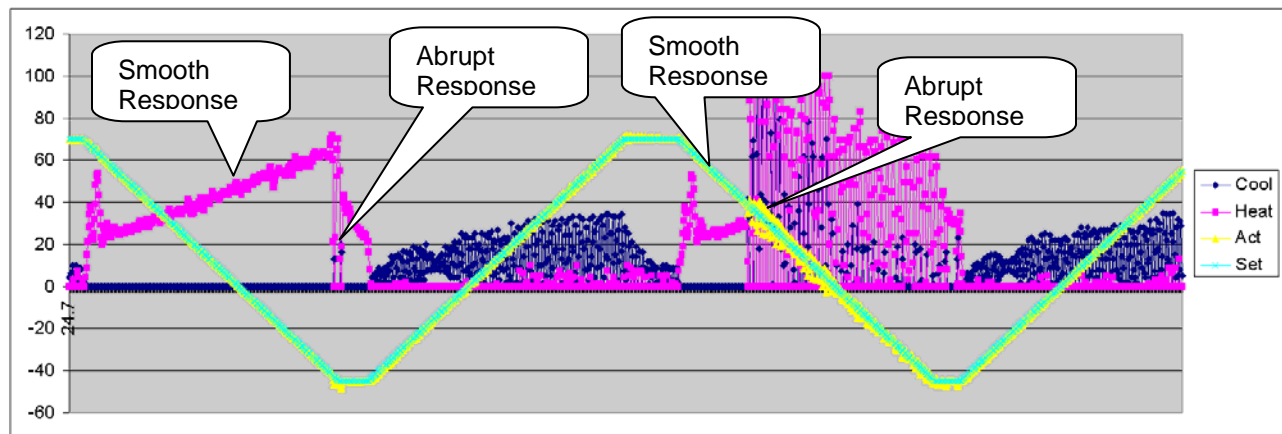 120
100
80
60
40
20
0
-20
-40
-60
24.7
Smooth
Response
Abrupt
Response
Smooth
Response
Abrupt
Response
Cool
Heat
Act
Set